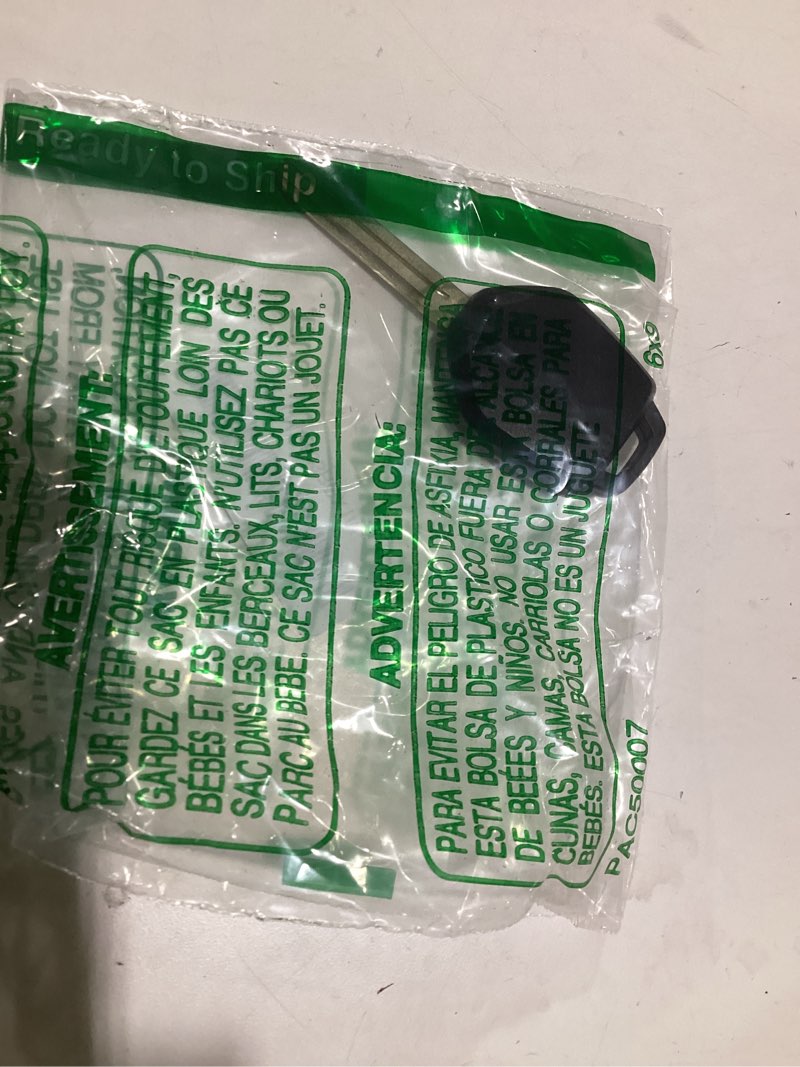 Ready to Ship
AVERTISSEMENT:
POUR ÉVITER TOUT RISQUE D'ÉTOUFFEMENT,
GARDEZ CE SAC EN PLASTIQUE LOIN DES
BÉBÉS ET LES ENFANTS. N'UTILISEZ PAS CE
SAC DANS LES BERCEAUX, LITS, CHARIOTS OU
PARC AU BEBE. CE SAC N'EST PAS UN JOUET.
ADVERTENCIA:
PARA EVITAR EL PELIGRO DE ASFIXIA, MANTENGA
ESTA BOLSA DE PLASTICO FUERA DEL ALCANCE
DE BEÉES Y NIÑOS. NO USAR ESTA BOLSA EN
CUNAS, CAMAS, CARRIOLAS O CORRALES PARA
BEBÉS. ESTA BOLSA NO ES UN JUGUETE.
PAC50007
6x9